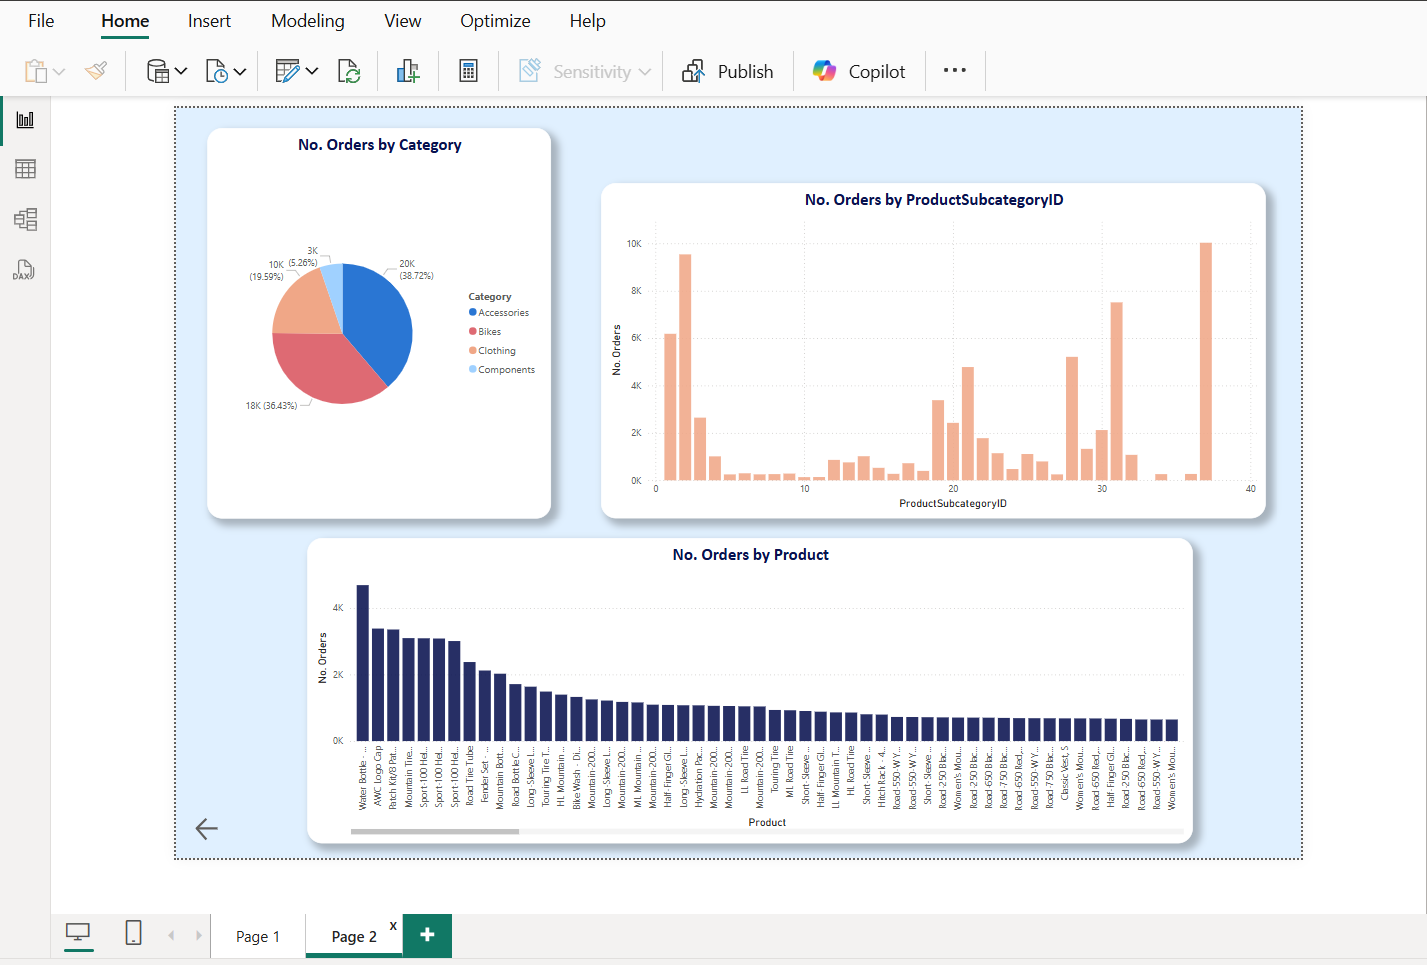 File Home Insert Modeling View Optimize Help
Sensitivity Publish Copilot
DAX
No. Orders by Category
3K
(5.26%)
10K
(19.59%)
20K
(38.72%)
18K (36.43%)
Category
Accessories
Bikes
Clothing
Components
No. Orders by ProductSubcategoryID
No. Orders
10K
8K
6K
4K
2K
0K
0 10 20 30 40
ProductSubcategoryID
No. Orders by Product
No. Orders
4K
2K
0K
Water Bottle - ...
AWC Logo Cap
Patch Kit/8 Pat...
Mountain Tire...
Sport-100 Hel...
Sport-100 Hel...
Sport-100 Hel...
Road Tire Tube
Fender Set - ...
Mountain Bott...
Road Bottle C...
Long-Sleeve L...
Touring Tire T...
HL Mountain ...
Bike Wash - Di...
Mountain-200...
Long-Sleeve L...
Mountain-200...
ML Mountain ...
Mountain-200...
Half-Finger Gl...
Long-Sleeve L...
Hydration Pac...
Mountain-200...
Mountain-200...
LL Road Tire
Mountain-200...
Touring Tire
ML Road Tire
Short-Sleeve ...
Half-Finger Gl...
LL Mountain T...
HL Road Tire
Short-Sleeve ...
Hitch Rack - 4...
Road-550-W Y...
Road-550-W Y...
Short-Sleeve ...
Road-250 Blac...
Women's Mou...
Road-250 Blac...
Road-650 Blac...
Road-750 Blac...
Road-650 Red,...
Road-550-W Y...
Road-750 Blac...
Classic Vest, S
Women's Mou...
Road-650 Red,...
Half-Finger Gl...
Road-250 Blac...
Road-650 Red,...
Road-550-W Y...
Women's Mou...
Product
Page 1
Page 2
x
+